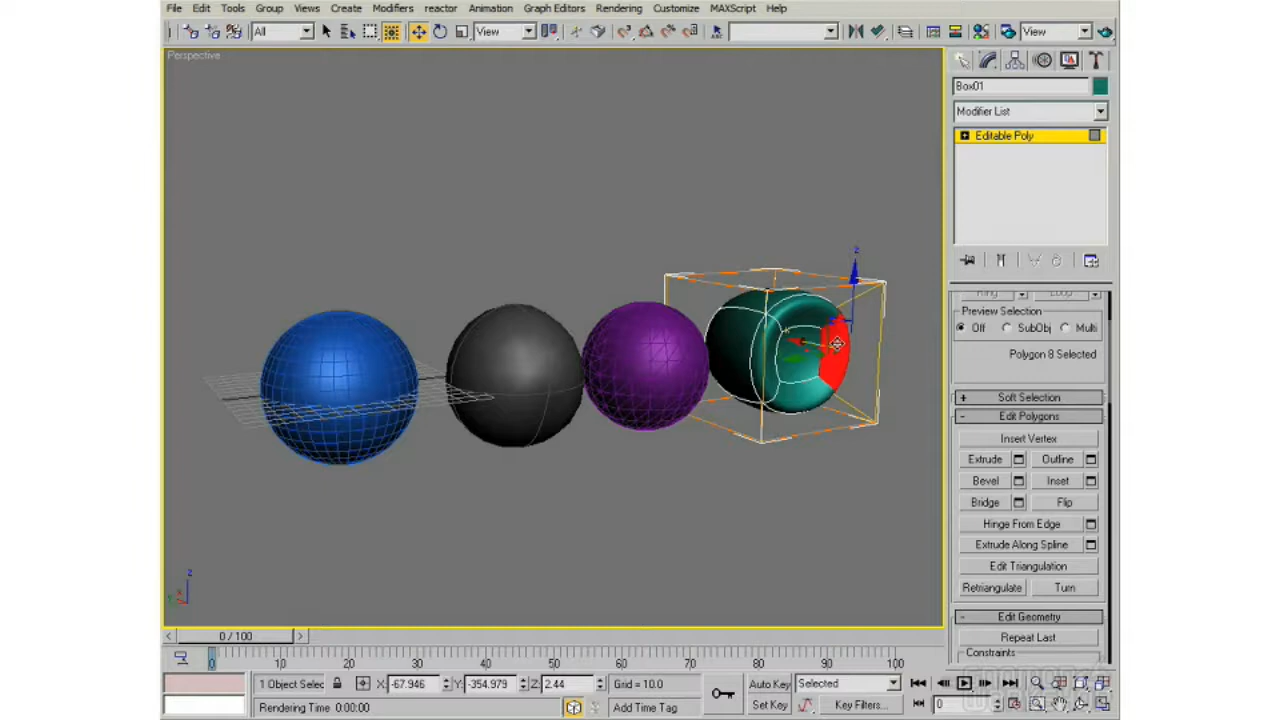 File Edit Tools Group Views Create Modifiers reactor Animation Graph Editors Rendering Customize MAXScript Help
All View View
Perspective
Box01
Modifier List
Editable Poly
Preview Selection
Off SubObj Multi
Polygon 8 Selected
+ Soft Selection
- Edit Polygons
Insert Vertex
Extrude Outline
Bevel Inset
Bridge Flip
Hinge From Edge
Extrude Along Spline
Edit Triangulation
Retriangulate Turn
- Edit Geometry
Repeat Last
Constraints
z
z
< 0 / 100 >
0 10 20 30 40 50 60 70 80 90 100
1 Object Selec X: -67.946 Y: -354.979 Z: 2.44 Grid = 10.0 Auto Key Selected
Rendering Time 0:00:00 Add Time Tag Set Key Key Filters... 0